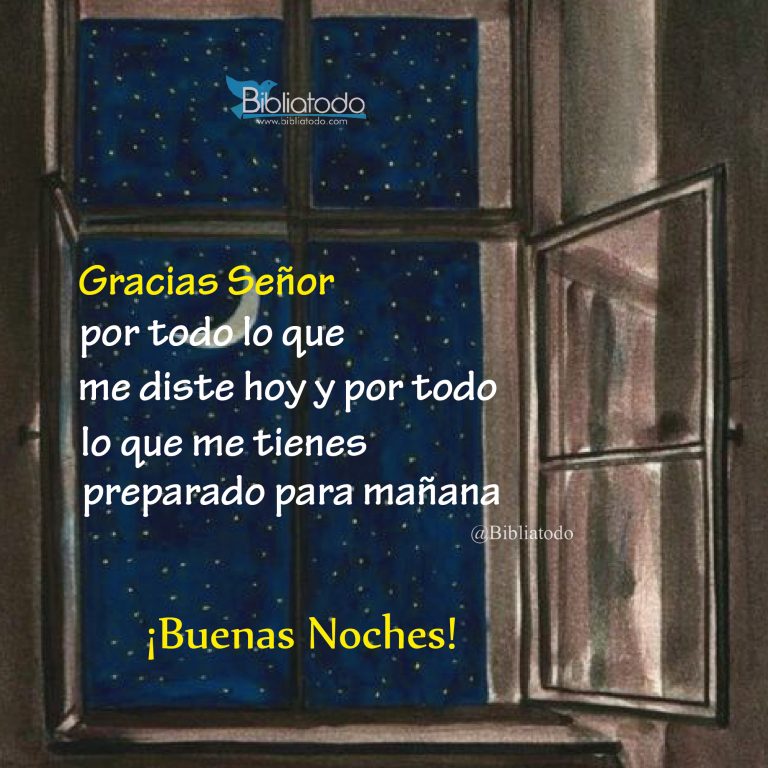 Bibliatodo
www.bibliatodo.com
Gracias Señor
por todo lo que
me diste hoy y por todo
lo que me tienes
preparado para mañana
@Bibliatodo
¡Buenas Noches!